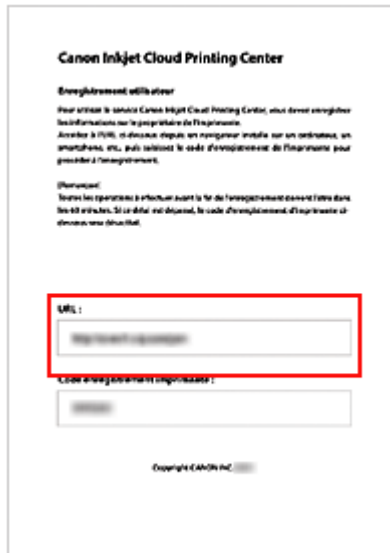 Canon Inkjet Cloud Printing Center
Enregistrement utilisateur
Pour utiliser le service Canon Inkjet Cloud Printing Center, vous devez enregistrer
les informations sur le propriétaire de l'imprimante.
Accédez à l'URL ci-dessous depuis un navigateur installé sur un ordinateur, un
smartphone, etc., puis saisissez le code d'enregistrement de l'imprimante pour
procéder à l'enregistrement.
[Remarque]
Toutes les opérations à effectuer avant la fin de l'enregistrement doivent l'être dans
les 60 minutes. Si ce délai est dépassé, le code d'enregistrement d'imprimante ci-
dessous sera désactivé.
URL :
Code enregistrement imprimante :
Copyright CANON INC.